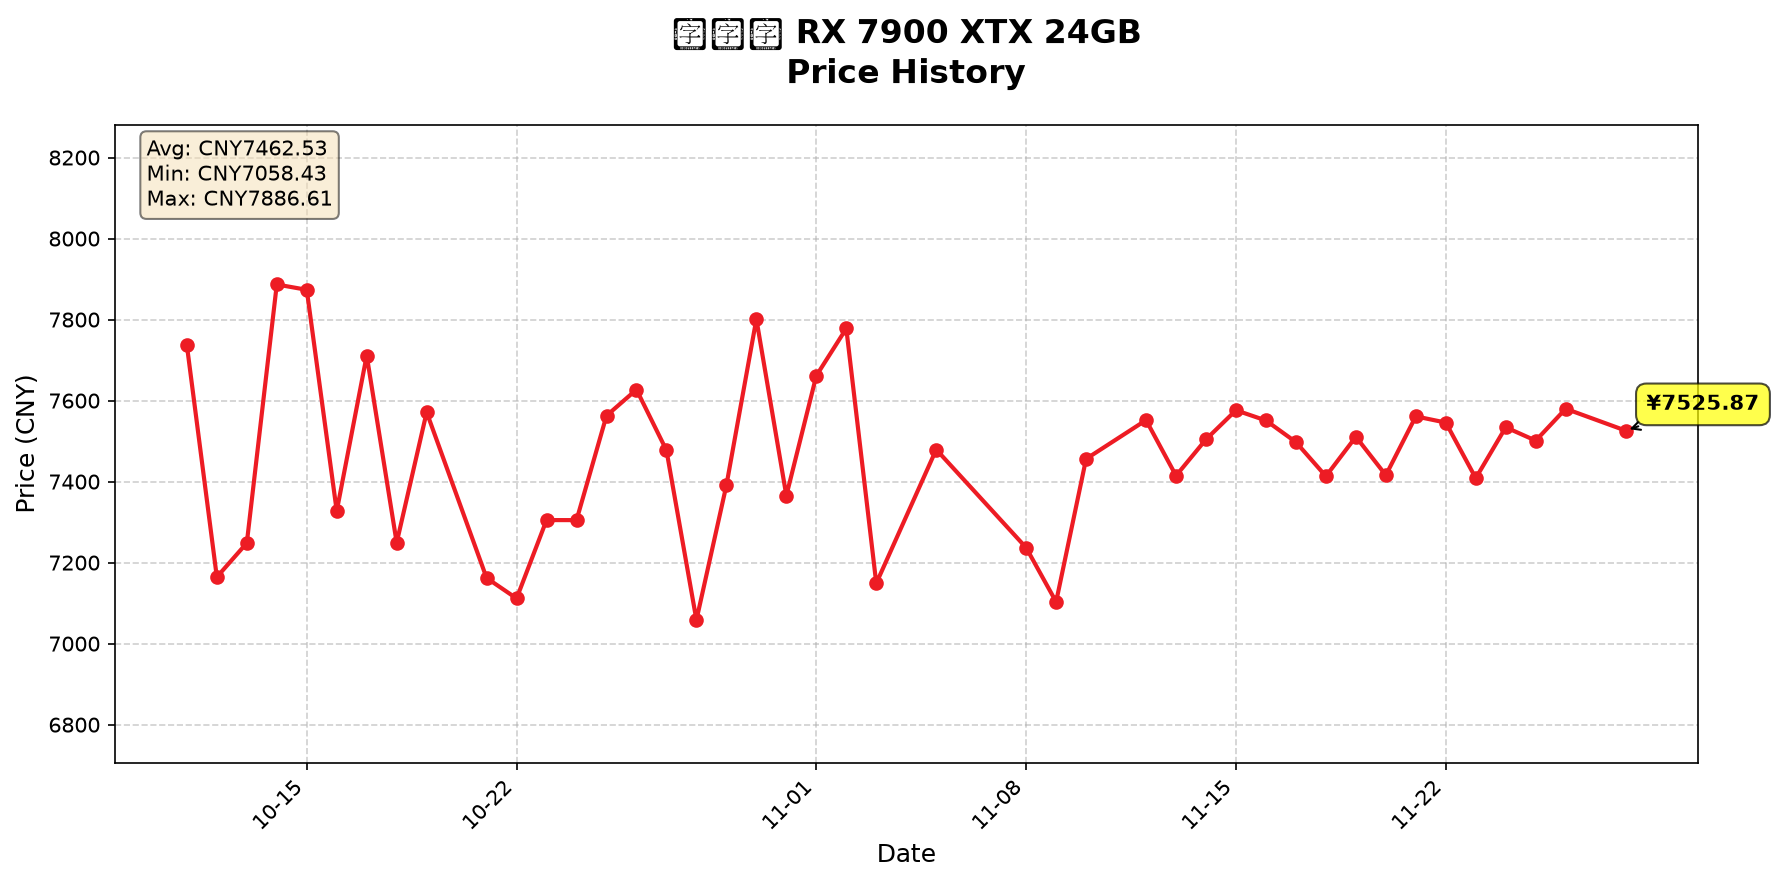 RX 7900 XTX 24GB
Price History
Avg: CNY7462.53
Min: CNY7058.43
Max: CNY7886.61
8200
8000
7800
7600
7400
7200
7000
6800
Price (CNY)
¥7525.87
10-15
10-22
11-01
11-08
11-15
11-22
Date